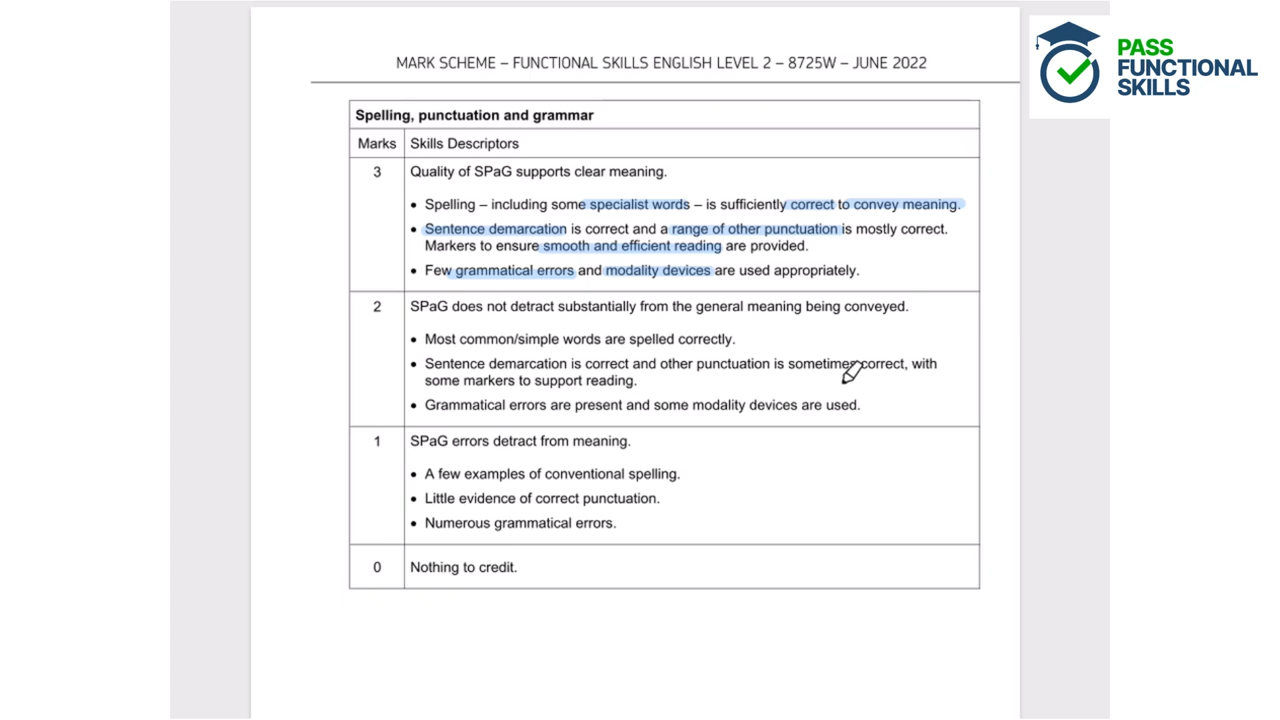 MARK SCHEME – FUNCTIONAL SKILLS ENGLISH LEVEL 2 – 8725W – JUNE 2022
PASS
FUNCTIONAL
SKILLS
Spelling, punctuation and grammar
Marks Skills Descriptors
3 Quality of SPaG supports clear meaning.
• Spelling – including some specialist words – is sufficiently correct to convey meaning.
• Sentence demarcation is correct and a range of other punctuation is mostly correct.
Markers to ensure smooth and efficient reading are provided.
• Few grammatical errors and modality devices are used appropriately.
2 SPaG does not detract substantially from the general meaning being conveyed.
• Most common/simple words are spelled correctly.
• Sentence demarcation is correct and other punctuation is sometimes correct, with
some markers to support reading.
• Grammatical errors are present and some modality devices are used.
1 SPaG errors detract from meaning.
• A few examples of conventional spelling.
• Little evidence of correct punctuation.
• Numerous grammatical errors.
0 Nothing to credit.